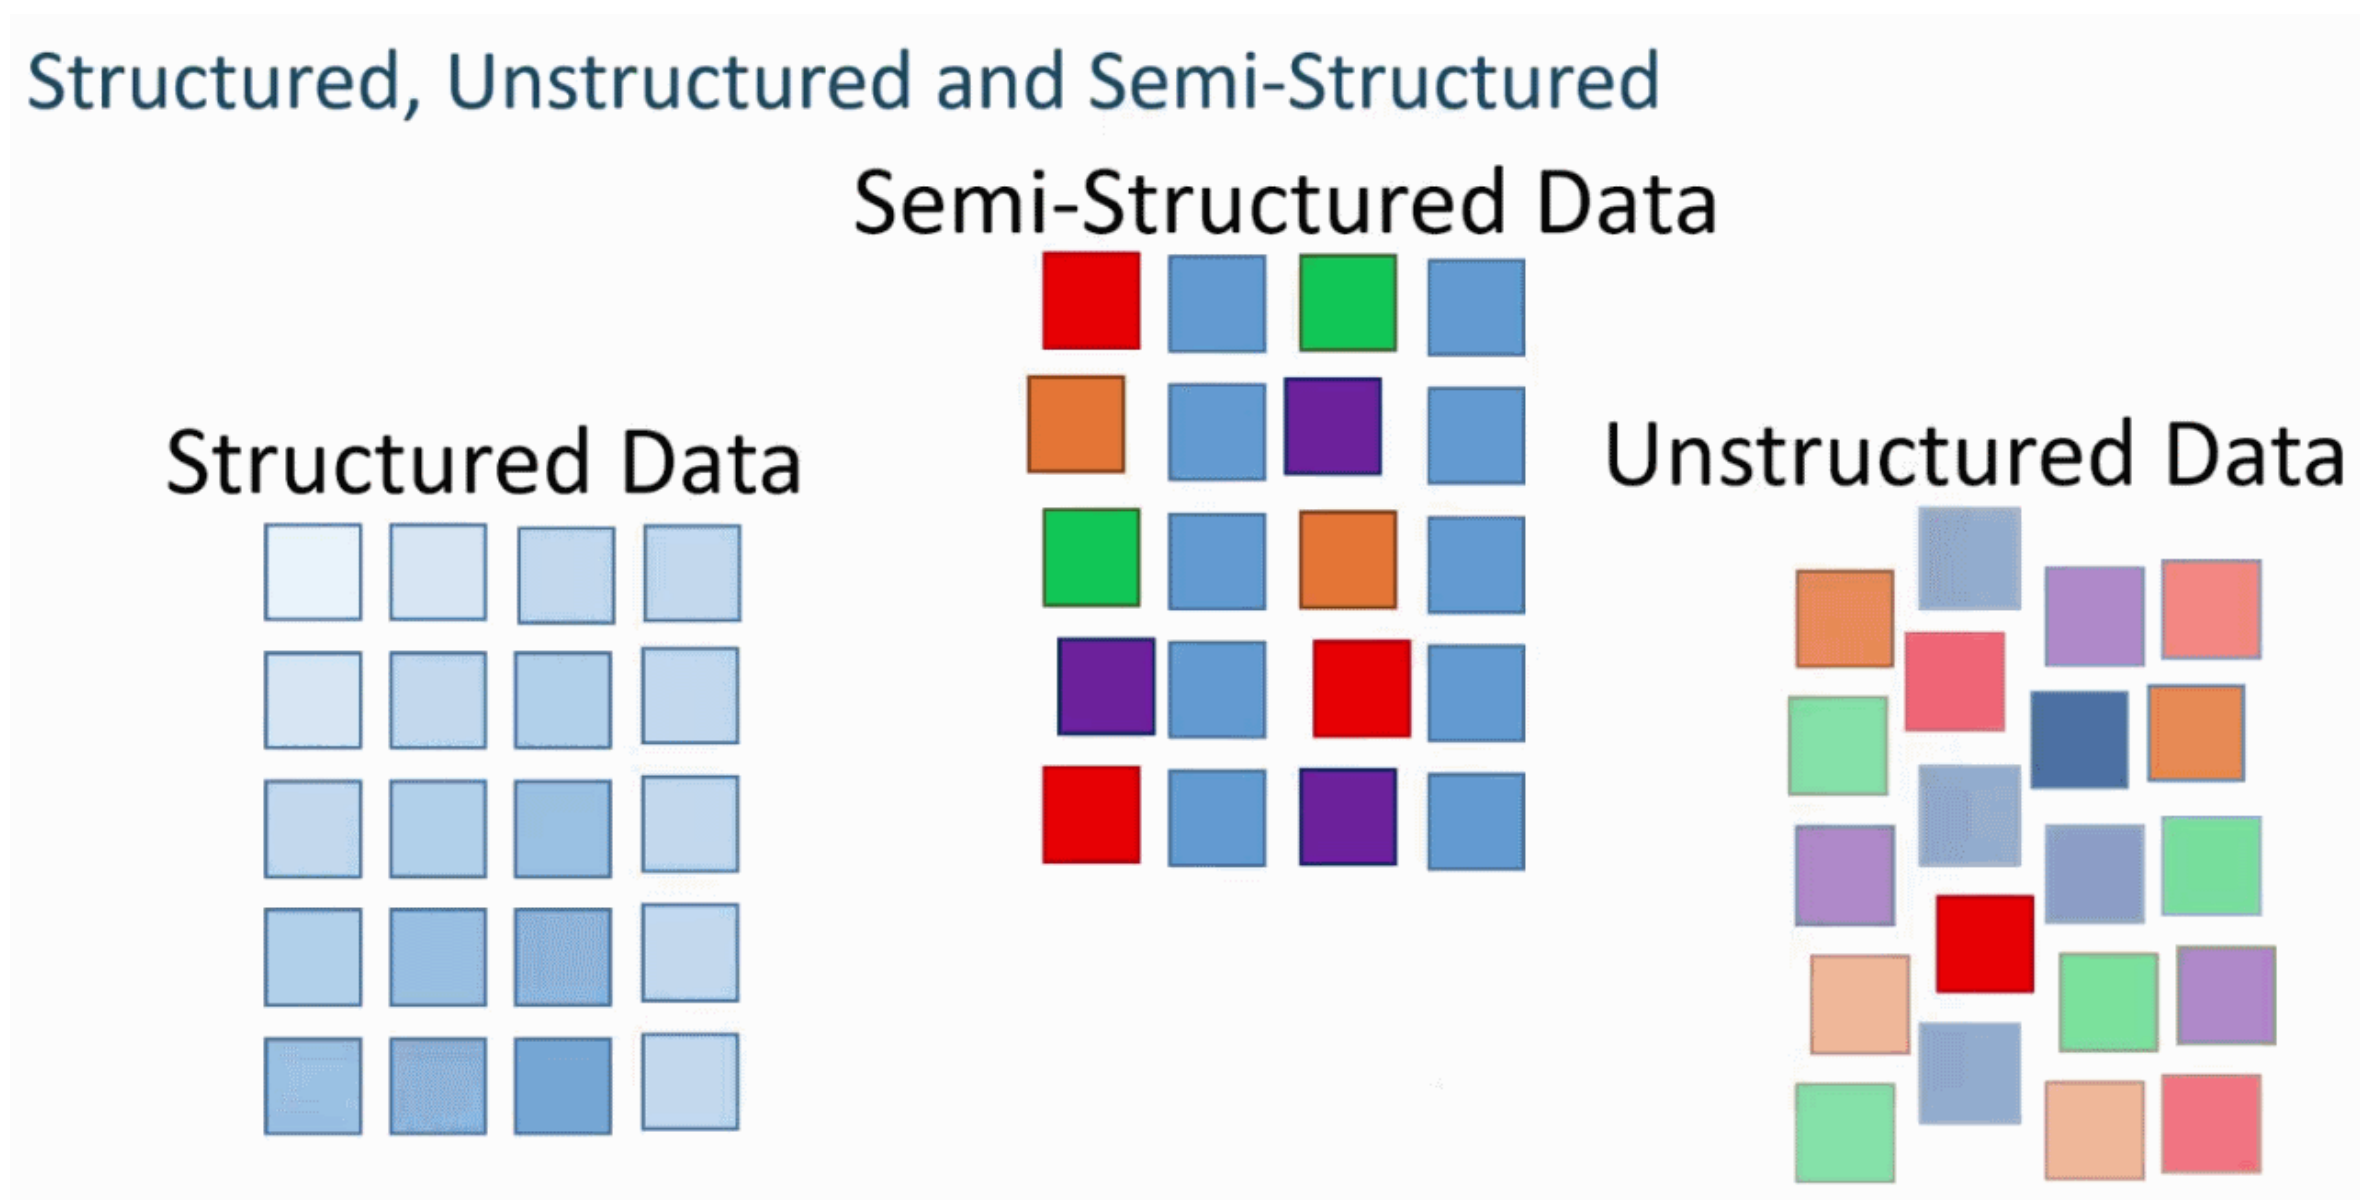 Structured, Unstructured and Semi-Structured
Semi-Structured Data
Structured Data
Unstructured Data